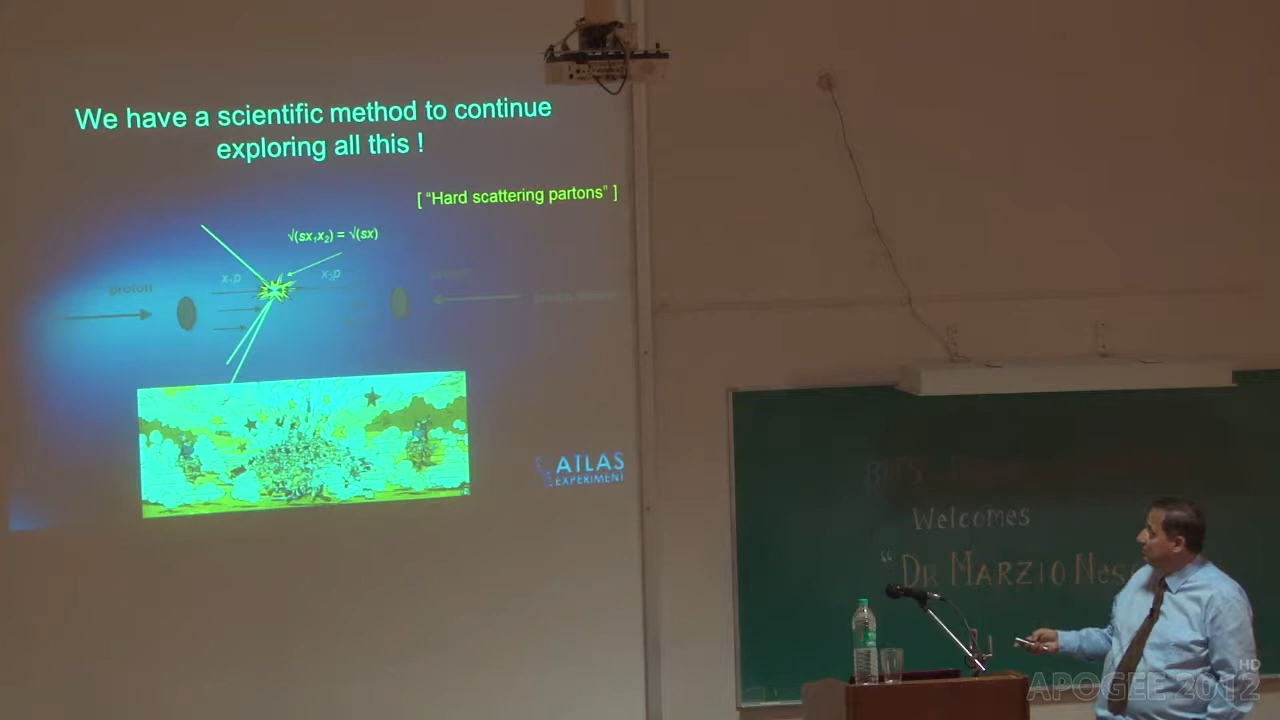 We have a scientific method to continue
exploring all this !
[ “Hard scattering partons” ]
√(sx₁x₂) = √(sx)
x₁p
x₂p
proton
ATLAS
EXPERIMENT
Welcomes
“ DR MARZIO
HD
APOGEE 2012